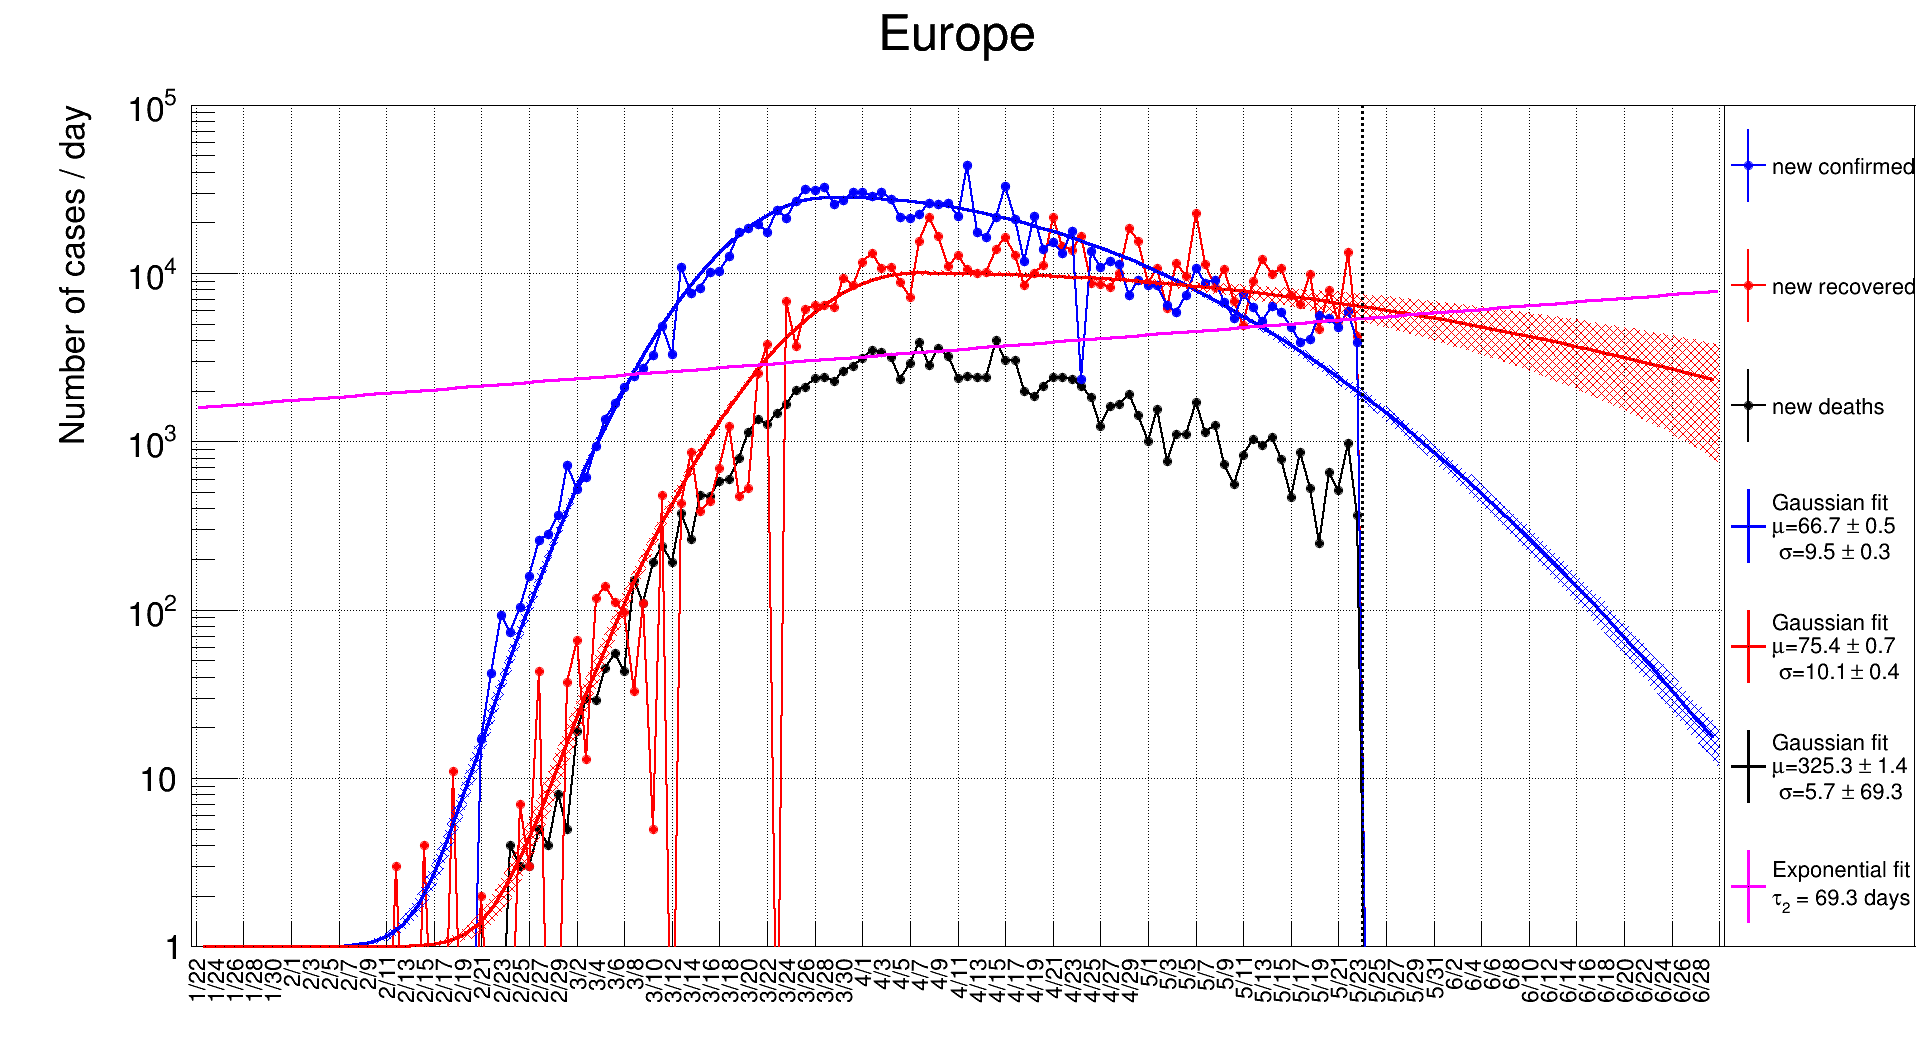 Europe
Number of cases / day
10^5
10^4
10^3
10^2
10
1
1/22 1/24 1/26 1/28 1/30 2/1 2/3 2/5 2/7 2/9 2/11 2/13 2/15 2/17 2/19 2/21 2/23 2/25 2/27 2/29 3/2 3/4 3/6 3/8 3/10 3/12 3/14 3/16 3/18 3/20 3/22 3/24 3/26 3/28 3/30 4/1 4/3 4/5 4/7 4/9 4/11 4/13 4/15 4/17 4/19 4/21 4/23 4/25 4/27 4/29 5/1 5/3 5/5 5/7 5/9 5/11 5/13 5/15 5/17 5/19 5/21 5/23 5/25 5/27 5/29 5/31 6/2 6/4 6/6 6/8 6/10 6/12 6/14 6/16 6/18 6/20 6/22 6/24 6/26 6/28
new confirmed
new recovered
new deaths
Gaussian fit
μ=66.7 ± 0.5
σ=9.5 ± 0.3
Gaussian fit
μ=75.4 ± 0.7
σ=10.1 ± 0.4
Gaussian fit
μ=325.3 ± 1.4
σ=5.7 ± 69.3
Exponential fit
τ₂ = 69.3 days